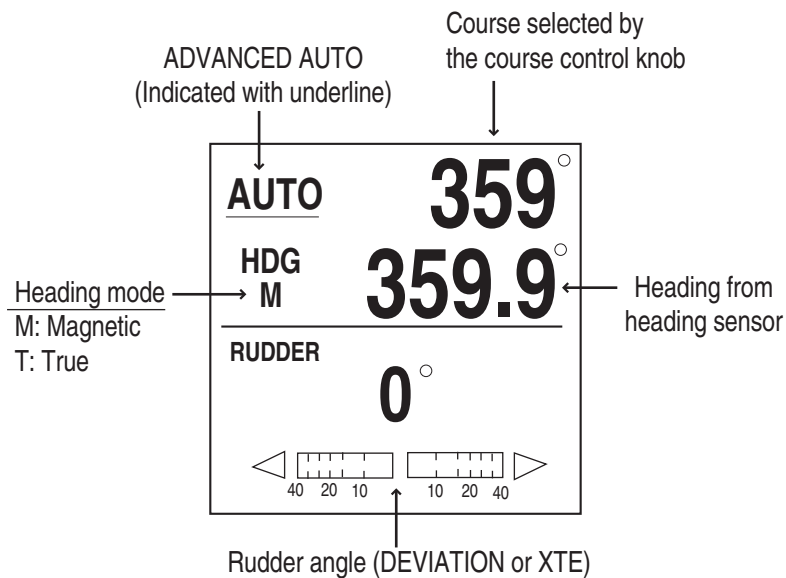 Course selected by
the course control knob
ADVANCED AUTO
(Indicated with underline)
AUTO
359°
HDG
M
359.9°
Heading mode
M: Magnetic
T: True
Heading from
heading sensor
RUDDER
0°
40 20 10 10 20 40
Rudder angle (DEVIATION or XTE)